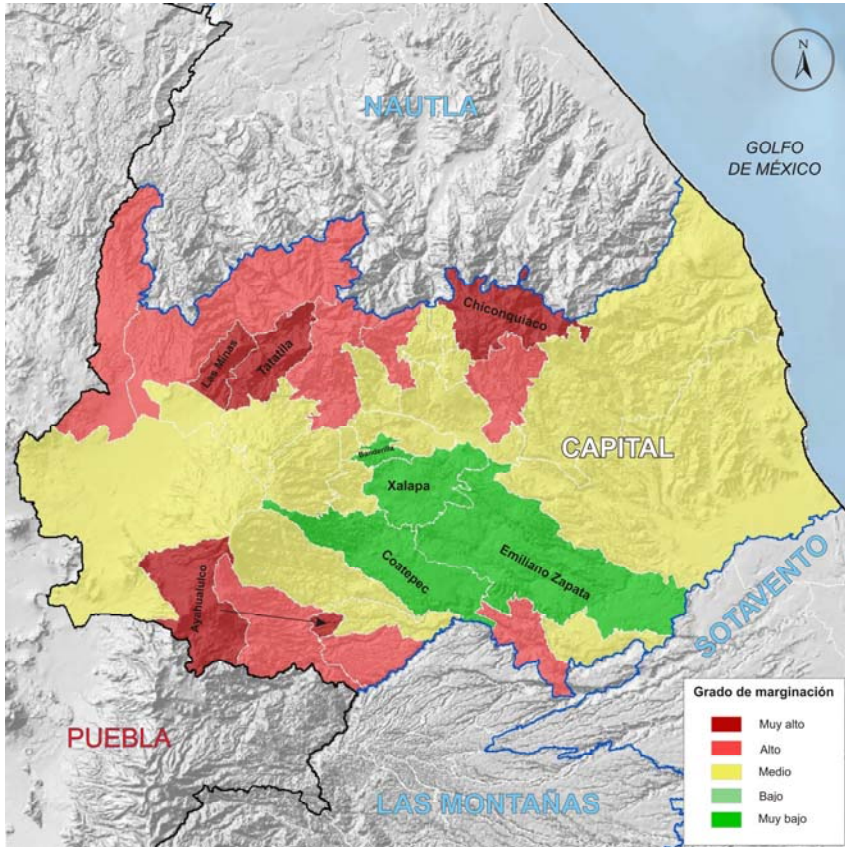 N
NAUTLA
GOLFO
DE MÉXICO
Chiconquiaco
Las Minas
Tatatila
CAPITAL
Banderilla
Xalapa
Emiliano Zapata
Coatepec
Ayahualulco
SOTAVENTO
PUEBLA
LAS MONTAÑAS
Grado de marginación
Muy alto
Alto
Medio
Bajo
Muy bajo